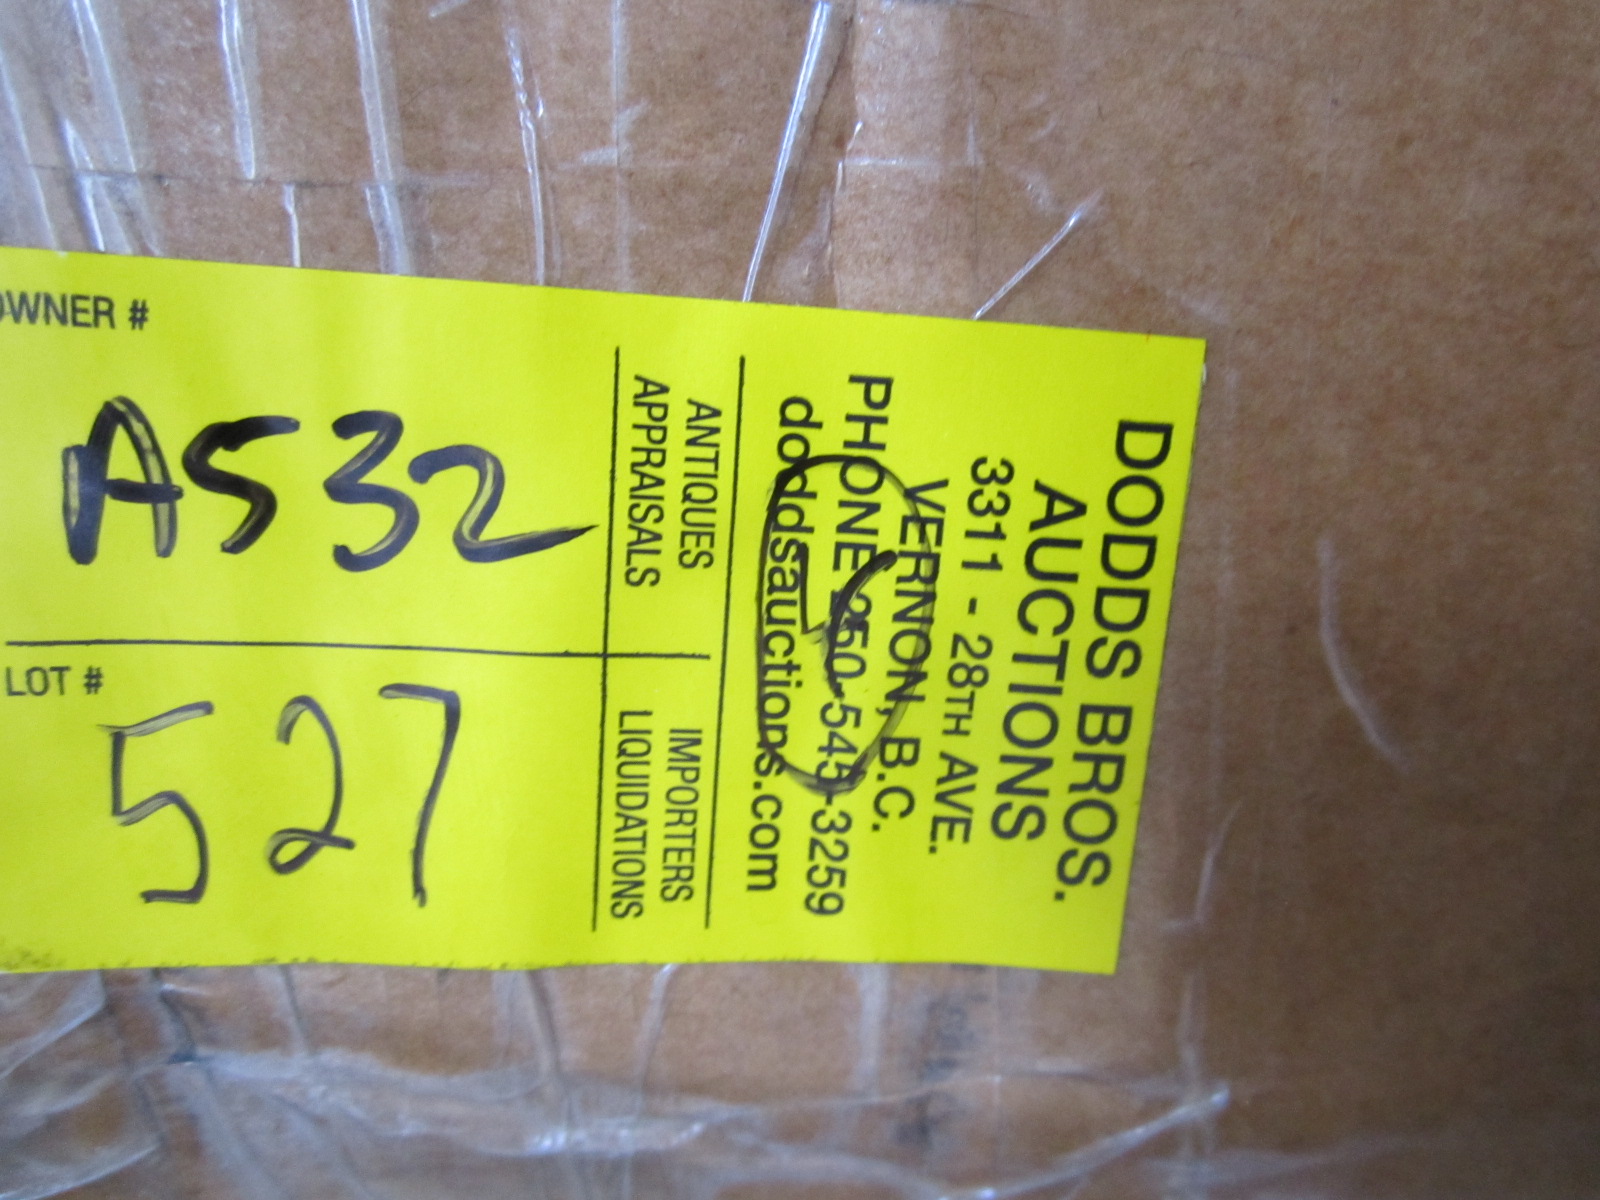 DODDS BROS.
AUCTIONS
3311 - 28TH AVE.
VERNON, B.C.
PHONE 250-545-3259
doddsauctions.com
ANTIQUES
APPRAISALS
IMPORTERS
LIQUIDATIONS
OWNER #
A532
LOT #
527